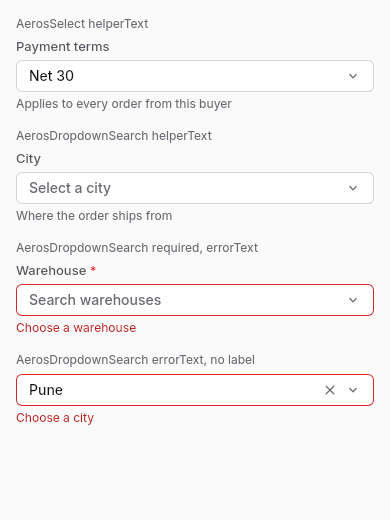 AerosSelect helperText
Payment terms
Net 30
Applies to every order from this buyer
AerosDropdownSearch helperText
City
Select a city
Where the order ships from
AerosDropdownSearch required, errorText
Warehouse *
Search warehouses
Choose a warehouse
AerosDropdownSearch errorText, no label
Pune
Choose a city